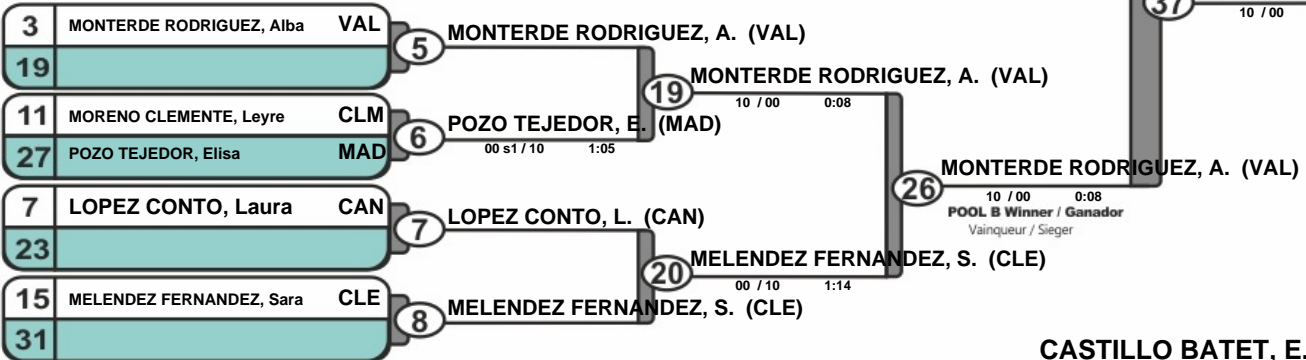 37
10 / 00
3 MONTERDE RODRIGUEZ, Alba VAL
19
5 MONTERDE RODRIGUEZ, A. (VAL)
19 MONTERDE RODRIGUEZ, A. (VAL)
10 / 00 0:08
11 MORENO CLEMENTE, Leyre CLM
27 POZO TEJEDOR, Elisa MAD
6 POZO TEJEDOR, E. (MAD)
00 s1 / 10 1:05
26 MONTERDE RODRIGUEZ, A. (VAL)
10 / 00 0:08
POOL B Winner / Ganador
Vainqueur / Sieger
7 LOPEZ CONTO, Laura CAN
23
7 LOPEZ CONTO, L. (CAN)
20 MELENDEZ FERNANDEZ, S. (CLE)
00 / 10 1:14
15 MELENDEZ FERNANDEZ, Sara CLE
31
8 MELENDEZ FERNANDEZ, S. (CLE)
CASTILLO BATET, E.